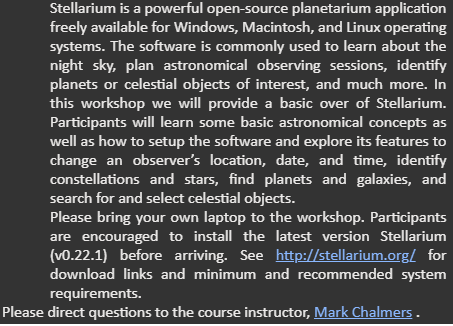 Stellarium is a powerful open-source planetarium application
freely available for Windows, Macintosh, and Linux operating
systems. The software is commonly used to learn about the
night sky, plan astronomical observing sessions, identify
planets or celestial objects of interest, and much more. In
this workshop we will provide a basic over of Stellarium.
Participants will learn some basic astronomical concepts as
well as how to setup the software and explore its features to
change an observer's location, date, and time, identify
constellations and stars, find planets and galaxies, and
search for and select celestial objects.
Please bring your own laptop to the workshop. Participants
are encouraged to install the latest version Stellarium
(v0.22.1) before arriving. See http://stellarium.org/ for
download links and minimum and recommended system
requirements.
Please direct questions to the course instructor, Mark Chalmers .